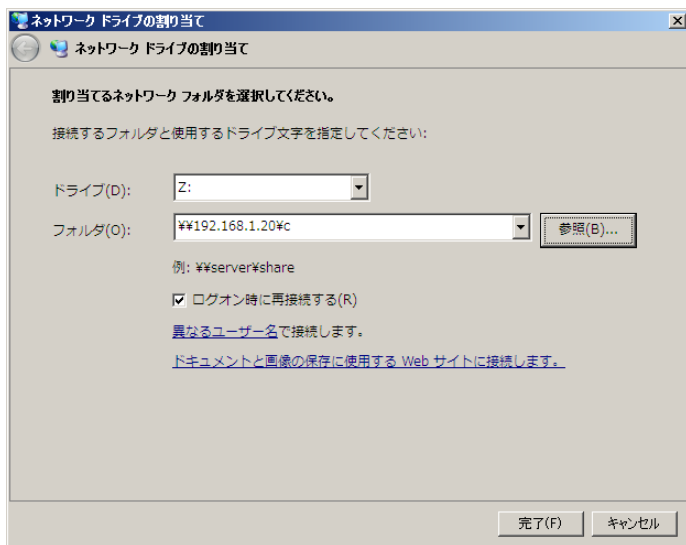 ネットワーク ドライブの割り当て
ネットワーク ドライブの割り当て
割り当てるネットワーク フォルダを選択してください。
接続するフォルダと使用するドライブ文字を指定してください:
ドライブ(D): Z:
フォルダ(O): ¥¥192.168.1.20¥c 参照(B)...
例: ¥¥server¥share
ログオン時に再接続する(R)
異なるユーザー名で接続します。
ドキュメントと画像の保存に使用する Web サイトに接続します。
完了(F) キャンセル